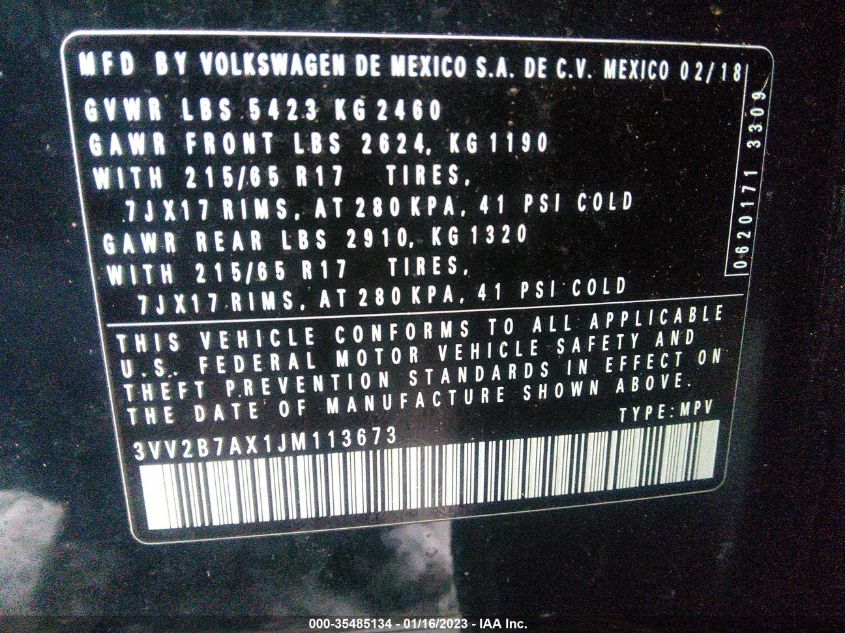 MFD BY VOLKSWAGEN DE MEXICO S.A. DE C.V. MEXICO 02/18
GVWR LBS 5423 KG 2460
GAWR FRONT LBS 2624, KG 1190
WITH 215/65 R17 TIRES,
7JX17 RIMS, AT 280 KPA, 41 PSI COLD
GAWR REAR LBS 2910, KG 1320
WITH 215/65 R17 TIRES,
7JX17 RIMS, AT 280 KPA, 41 PSI COLD
0620171 3309
THIS VEHICLE CONFORMS TO ALL APPLICABLE
U.S. FEDERAL MOTOR VEHICLE SAFETY AND
THEFT PREVENTION STANDARDS IN EFFECT ON
THE DATE OF MANUFACTURE SHOWN ABOVE.
TYPE: MPV
3VV2B7AX1JM113673
000-35485134 - 01/16/2023 - IAA Inc.